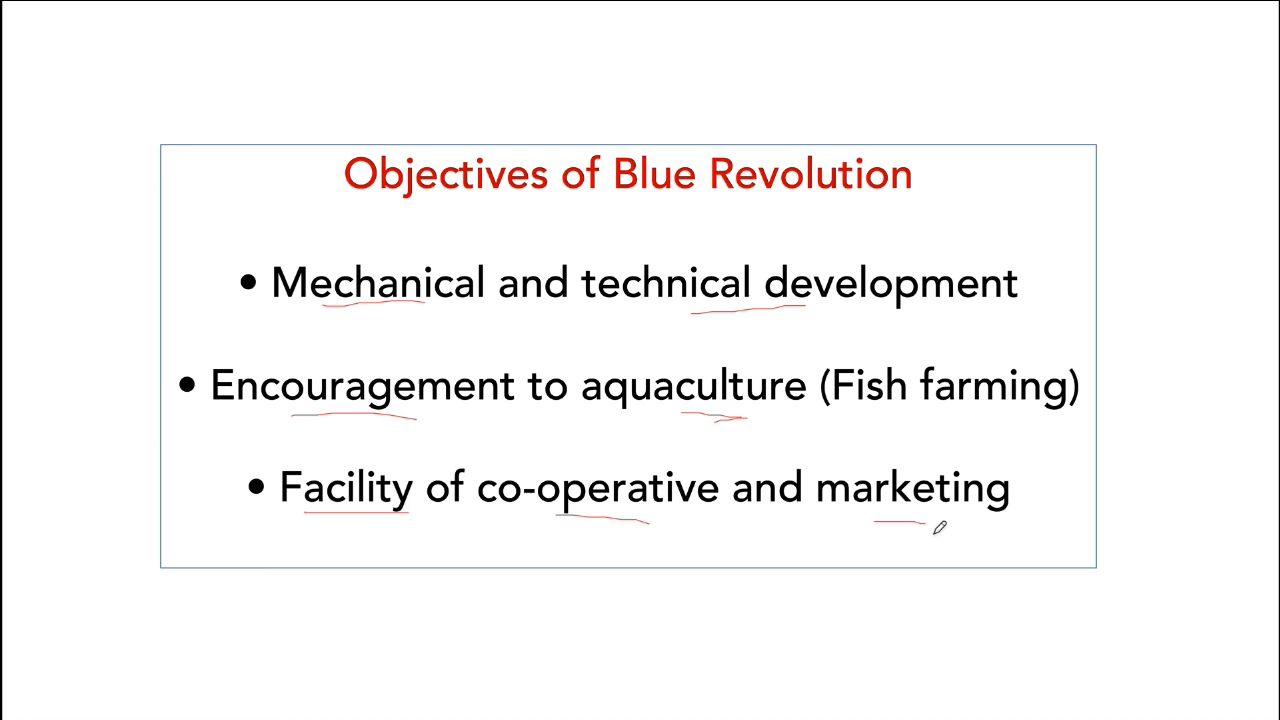 Objectives of Blue Revolution
• Mechanical and technical development
• Encouragement to aquaculture (Fish farming)
• Facility of co-operative and marketing